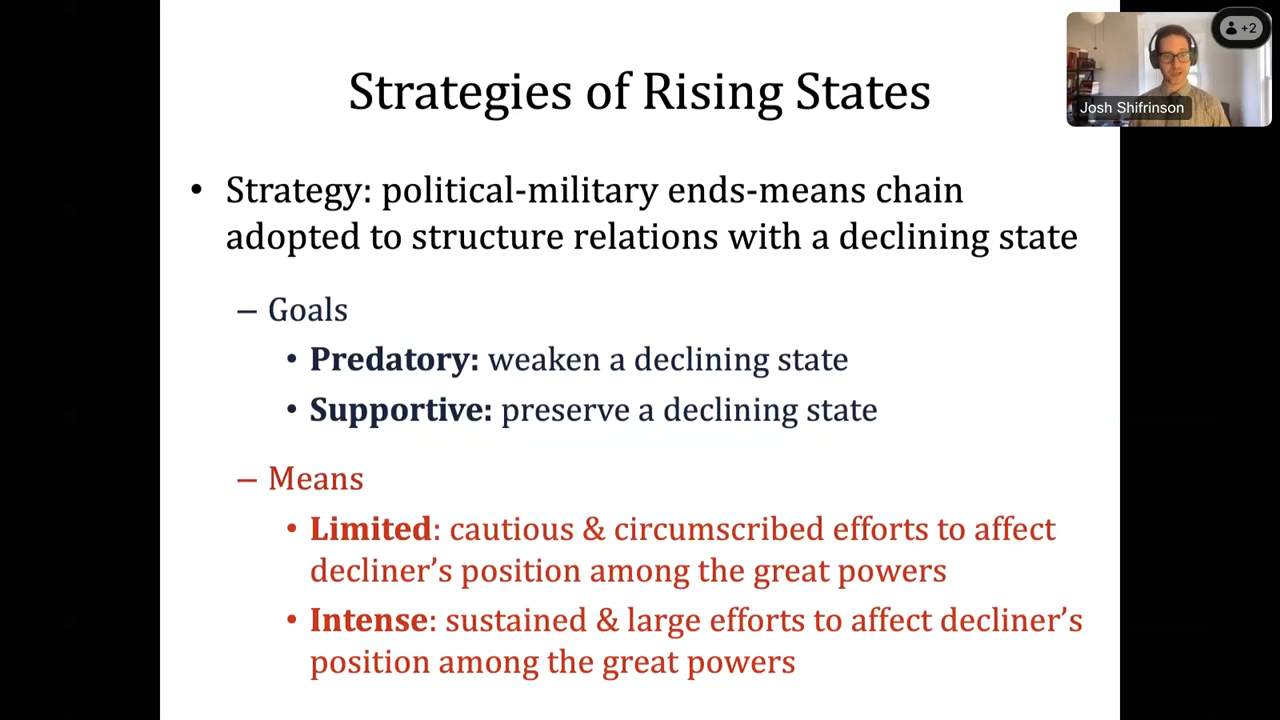 Strategies of Rising States
+2
Josh Shifrinson
• Strategy: political-military ends-means chain
adopted to structure relations with a declining state
– Goals
• Predatory: weaken a declining state
• Supportive: preserve a declining state
– Means
• Limited: cautious & circumscribed efforts to affect
decliner’s position among the great powers
• Intense: sustained & large efforts to affect decliner’s
position among the great powers